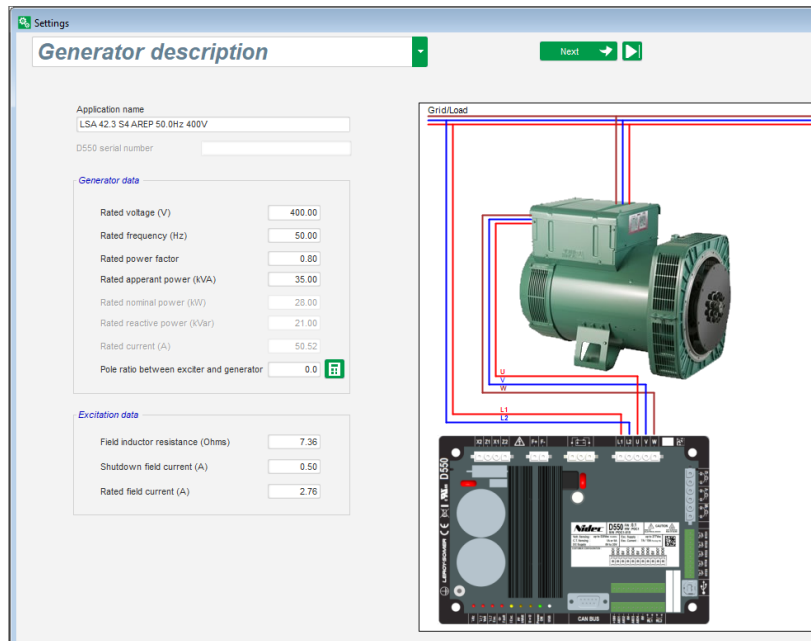 Settings
Generator description
Next
Application name
LSA 42.3 S4 AREP 50.0Hz 400V
D550 serial number
Generator data
Rated voltage (V) 400.00
Rated frequency (Hz) 50.00
Rated power factor 0.80
Rated apperant power (kVA) 35.00
Rated nominal power (kW) 28.00
Rated reactive power (kVar) 21.00
Rated current (A) 50.52
Pole ratio between exciter and generator 0.0
Excitation data
Field inductor resistance (Ohms) 7.36
Shutdown field current (A) 0.50
Rated field current (A) 2.76
Grid/Load
U
V
W
L1
L2
X2 Z1 X1 Z2 F+ F- L1 L2 U V W
D550
LEROY-SOMER
Nidec D550
CAUTION
CAN BUS